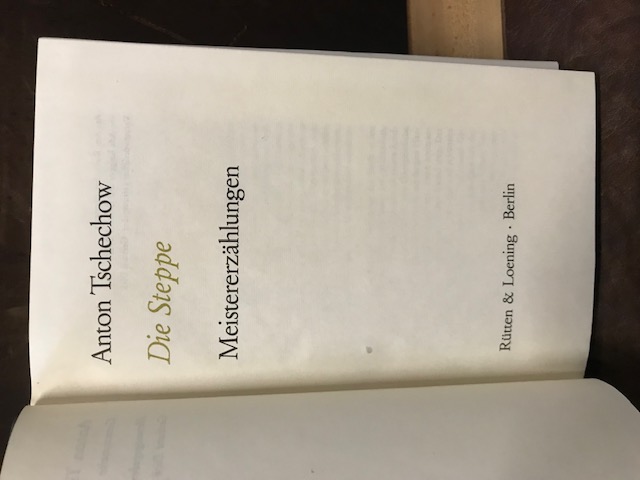 Anton Tschechow
Die Steppe
Meistererzählungen
Rütten & Loening · Berlin